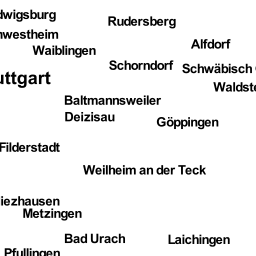 dwigsburg
Rudersberg
nwestheim
Alfdorf
Waiblingen
Schorndorf
Schwäbisch
uttgart
Waldste
Baltmannsweiler
Deizisau
Göppingen
Filderstadt
Weilheim an der Teck
iezhausen
Metzingen
Bad Urach
Laichingen
Pfullingen